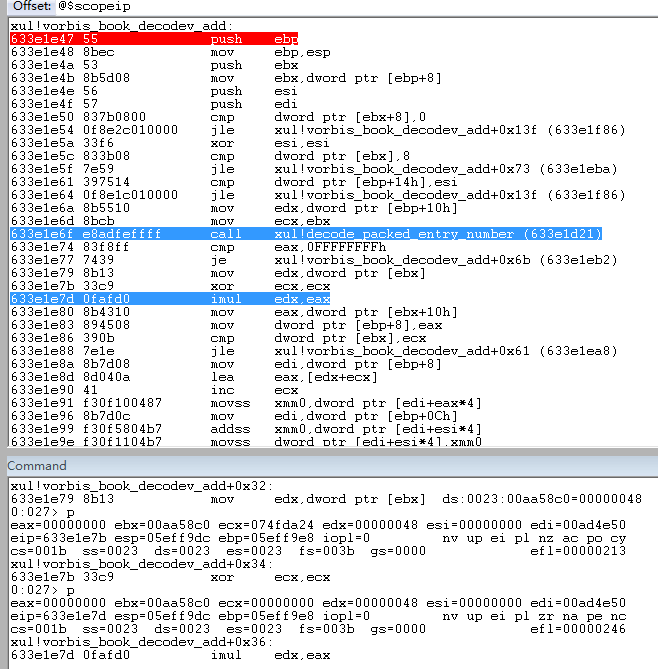 Offset: @$scopeip
xul!vorbis_book_decodev_add:
633e1e47 55 push ebp
633e1e48 8bec mov ebp,esp
633e1e4a 53 push ebx
633e1e4b 8b5d08 mov ebx,dword ptr [ebp+8]
633e1e4e 56 push esi
633e1e4f 57 push edi
633e1e50 837b0800 cmp dword ptr [ebx+8],0
633e1e54 0f8e2c010000 jle xul!vorbis_book_decodev_add+0x13f (633e1f86)
633e1e5a 33f6 xor esi,esi
633e1e5c 833b08 cmp dword ptr [ebx],8
633e1e5f 7e59 jle xul!vorbis_book_decodev_add+0x73 (633e1eba)
633e1e61 397514 cmp dword ptr [ebp+14h],esi
633e1e64 0f8e1c010000 jle xul!vorbis_book_decodev_add+0x13f (633e1f86)
633e1e6a 8b5510 mov edx,dword ptr [ebp+10h]
633e1e6d 8bcb mov ecx,ebx
633e1e6f e8adfeffff call xul!decode_packed_entry_number (633e1d21)
633e1e74 83f8ff cmp eax,0FFFFFFFFh
633e1e77 7439 je xul!vorbis_book_decodev_add+0x6b (633e1eb2)
633e1e79 8b13 mov edx,dword ptr [ebx]
633e1e7b 33c9 xor ecx,ecx
633e1e7d 0fafd0 imul edx,eax
633e1e80 8b4310 mov eax,dword ptr [ebx+10h]
633e1e83 894508 mov dword ptr [ebp+8],eax
633e1e86 390b cmp dword ptr [ebx],ecx
633e1e88 7e1e jle xul!vorbis_book_decodev_add+0x61 (633e1ea8)
633e1e8a 8b7d08 mov edi,dword ptr [ebp+8]
633e1e8d 8d040a lea eax,[edx+ecx]
633e1e90 41 inc ecx
633e1e91 f30f100487 movss xmm0,dword ptr [edi+eax*4]
633e1e96 8b7d0c mov edi,dword ptr [ebp+0Ch]
633e1e99 f30f5804b7 addss xmm0,dword ptr [edi+esi*4]
633e1e9e f30f1104b7 movss dword ptr [edi+esi*4],xmm0
Command
xul!vorbis_book_decodev_add+0x32:
633e1e79 8b13 mov edx,dword ptr [ebx] ds:0023:00aa58c0=00000048
0:027> p
eax=00000000 ebx=00aa58c0 ecx=074fda24 edx=00000048 esi=00000000 edi=00ad4e50
eip=633e1e7b esp=05eff9dc ebp=05eff9e8 iopl=0 nv up ei pl nz ac po cy
cs=001b ss=0023 ds=0023 es=0023 fs=003b gs=0000 efl=00000213
xul!vorbis_book_decodev_add+0x34:
633e1e7b 33c9 xor ecx,ecx
0:027> p
eax=00000000 ebx=00aa58c0 ecx=00000000 edx=00000048 esi=00000000 edi=00ad4e50
eip=633e1e7d esp=05eff9dc ebp=05eff9e8 iopl=0 nv up ei pl zr na pe nc
cs=001b ss=0023 ds=0023 es=0023 fs=003b gs=0000 efl=00000246
xul!vorbis_book_decodev_add+0x36:
633e1e7d 0fafd0 imul edx,eax